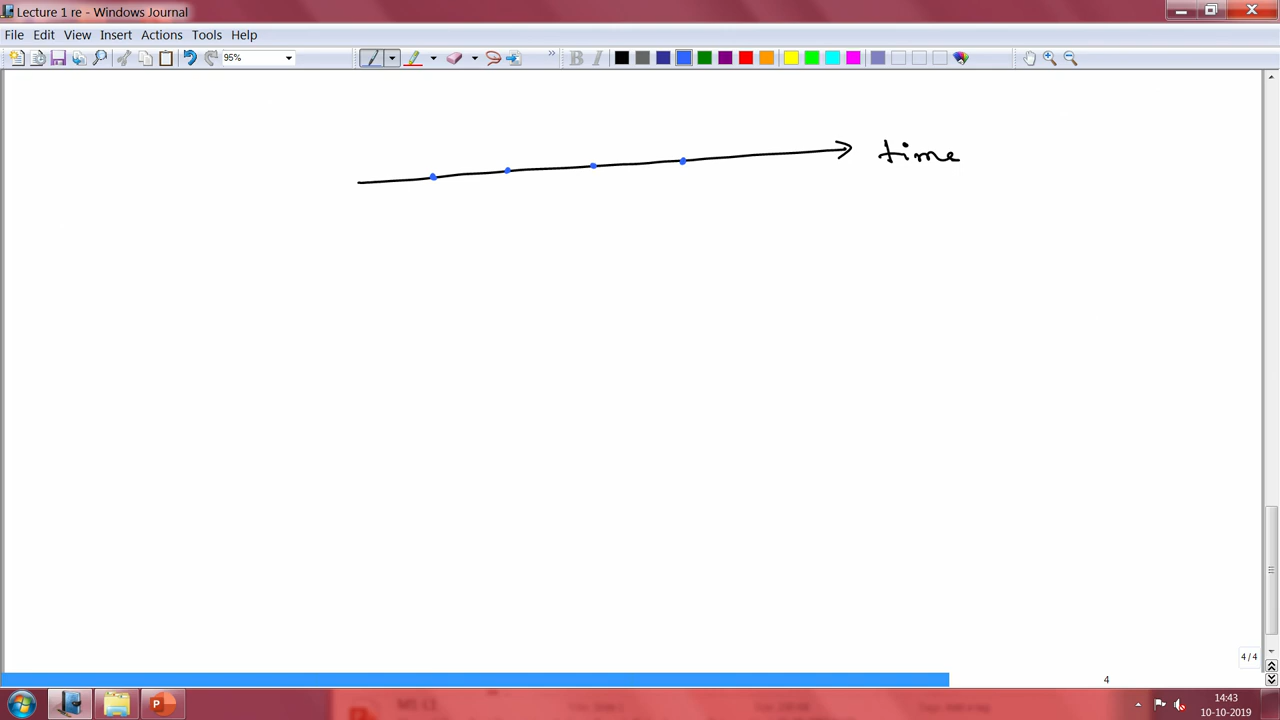 Lecture 1 re - Windows Journal
File Edit View Insert Actions Tools Help
95%
B I
time
4/4
4
14:43
10-10-2019